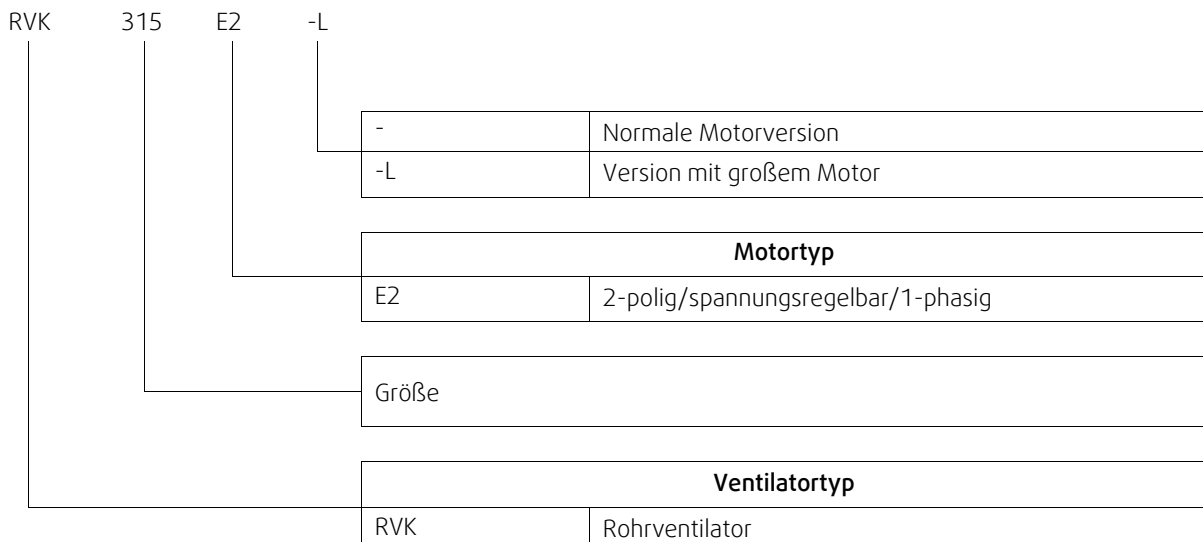 RVK 315 E2 -L
- Normale Motorversion
-L Version mit großem Motor
Motortyp
E2 2-polig/spannungsregelbar/1-phasig
Größe
Ventilatortyp
RVK Rohrventilator